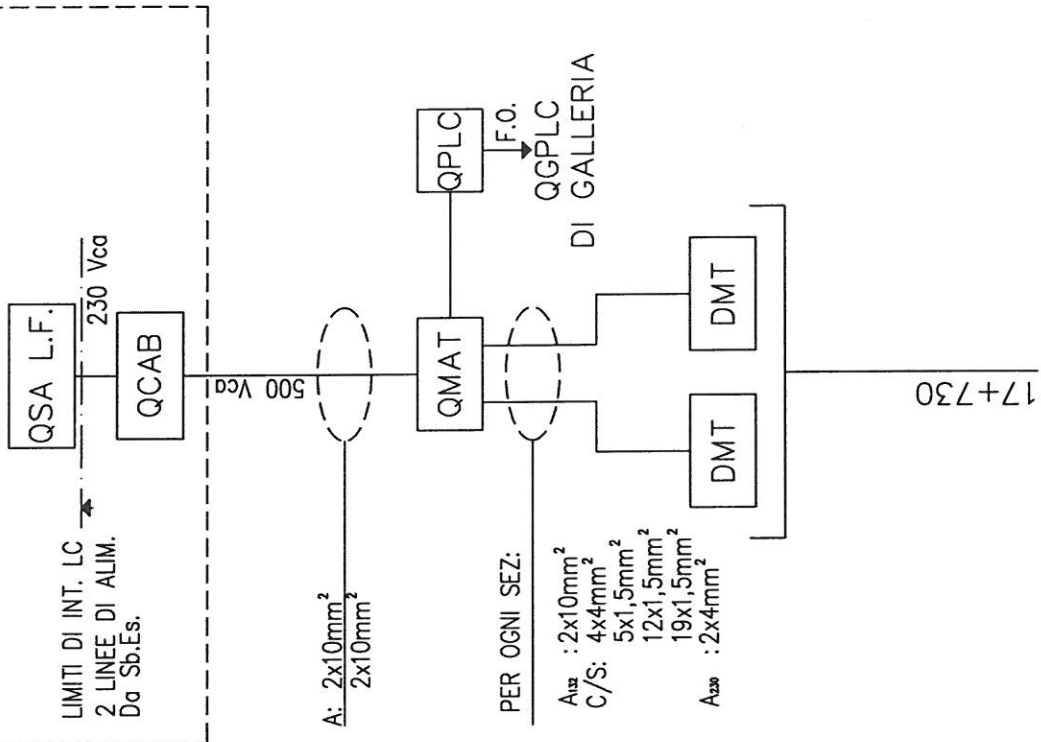 QSA L.F.
LIMITI DI INT. LC
2 LINEE DI ALIM.
Da Sb.Es.
230 Vca
QCAB
500 Vca
A: 2x10mm²
2x10mm²
QMAT
QPLC
F.O.
QGPLC
DI GALLERIA
PER OGNI SEZ:
A132 : 2x10mm²
C/S: 4x4mm²
5x1,5mm²
12x1,5mm²
19x1,5mm²
A230 : 2x4mm²
DMT
DMT
17+730